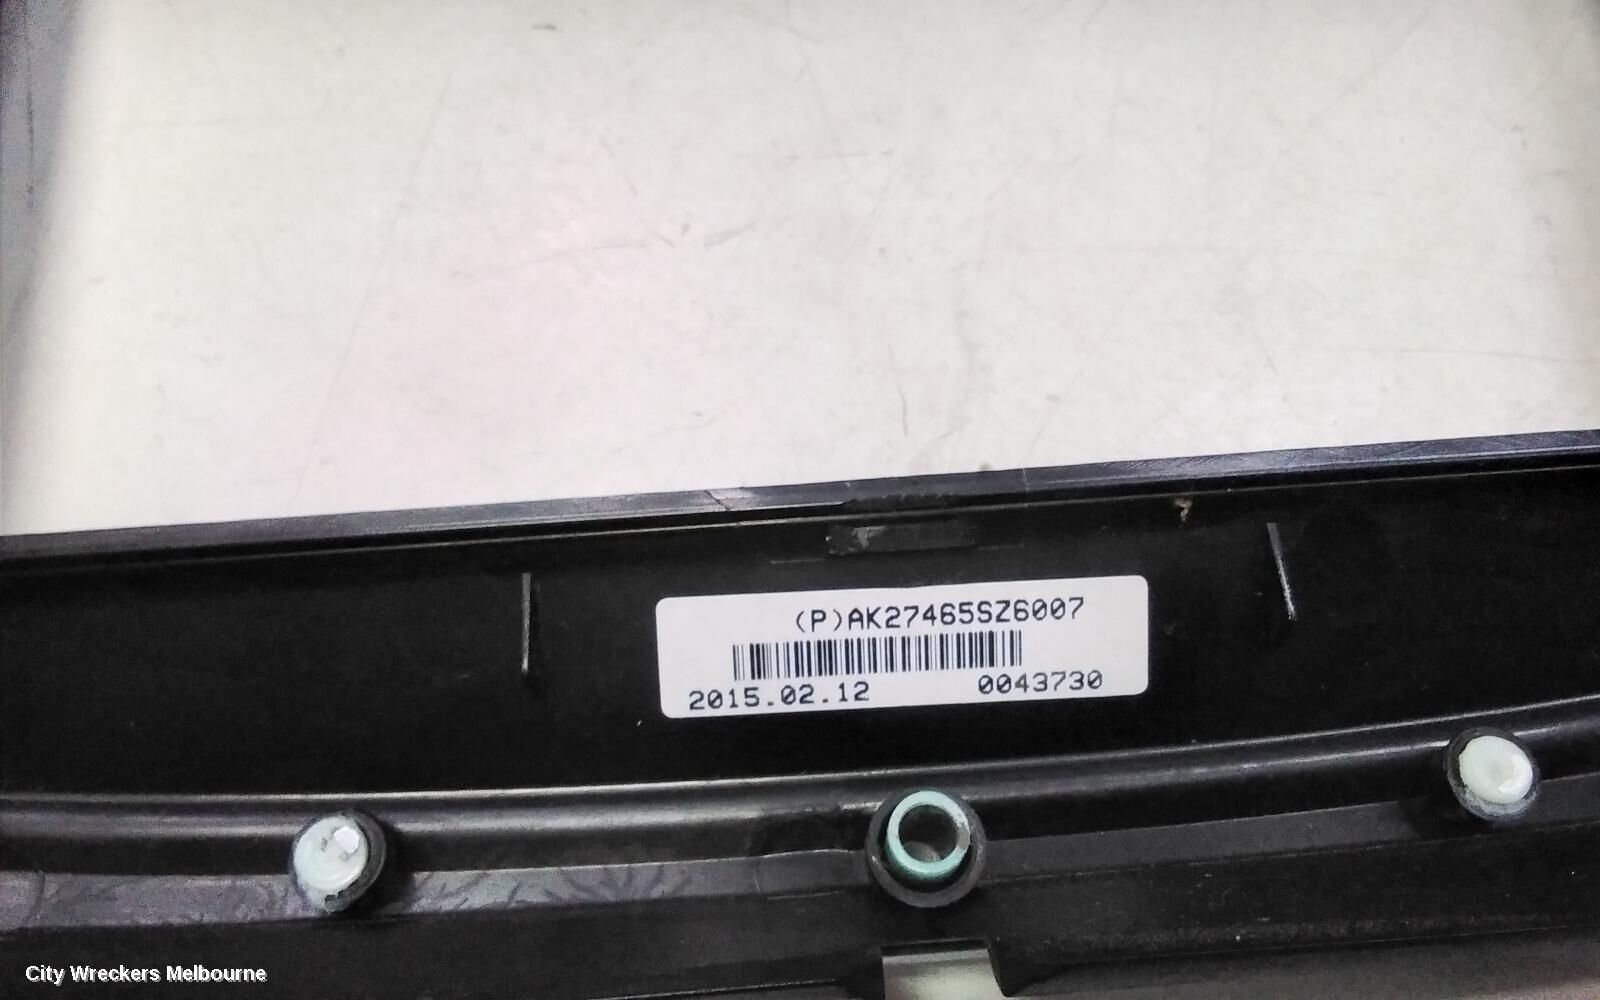 (P)AK27465SZ6007
2015.02.12 0043730
City Wreckers Melbourne